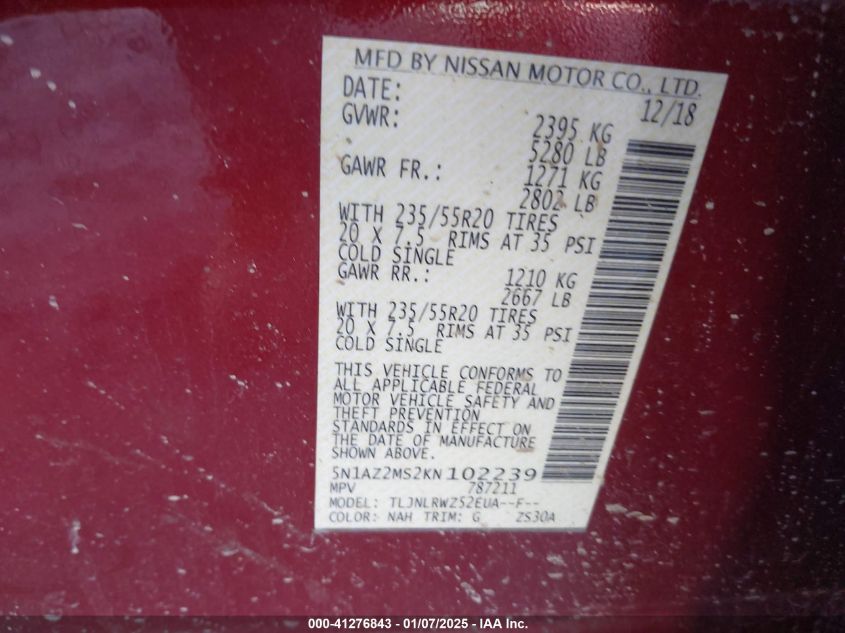 MFD BY NISSAN MOTOR CO., LTD.
DATE: 12/18
GVWR: 2395 KG
5280 LB
GAWR FR.: 1271 KG
2802 LB
WITH 235/55R20 TIRES
20 X 7.5 RIMS AT 35 PSI
COLD SINGLE
GAWR RR.: 1210 KG
2667 LB
WITH 235/55R20 TIRES
20 X 7.5 RIMS AT 35 PSI
COLD SINGLE
THIS VEHICLE CONFORMS TO
ALL APPLICABLE FEDERAL
MOTOR VEHICLE SAFETY AND
THEFT PREVENTION
STANDARDS IN EFFECT ON
THE DATE OF MANUFACTURE
SHOWN ABOVE.
5N1AZ2MS2KN102239
MPV 787211
MODEL: TLJNLRWZ52EUA--F--
COLOR: NAH TRIM: G ZS30A
000-41276843 - 01/07/2025 - IAA Inc.